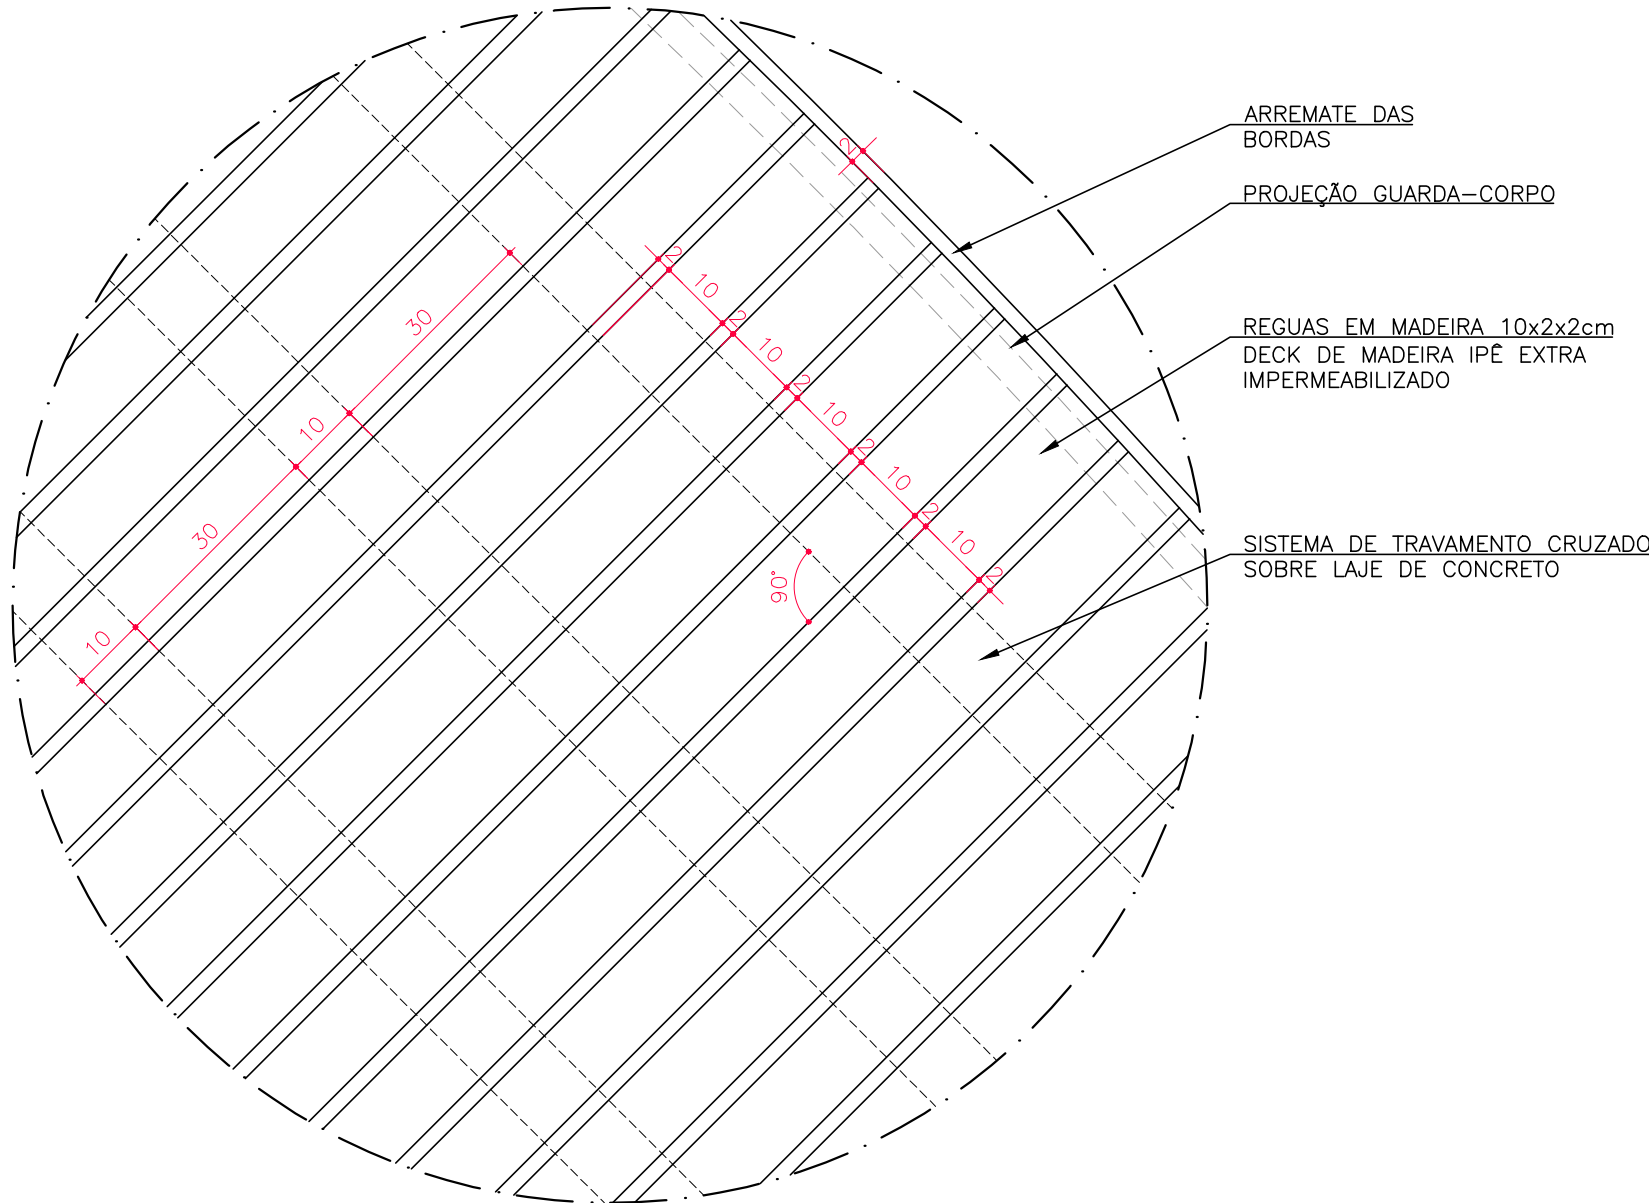 ARREMATE DAS
BORDAS
PROJEÇÃO GUARDA-CORPO
REGUAS EM MADEIRA 10x2x2cm
DECK DE MADEIRA IPÊ EXTRA
IMPERMEABILIZADO
SISTEMA DE TRAVAMENTO CRUZADO
SOBRE LAJE DE CONCRETO
2
2
10
2
10
2
10
2
10
2
10
2
30
10
30
10
90°